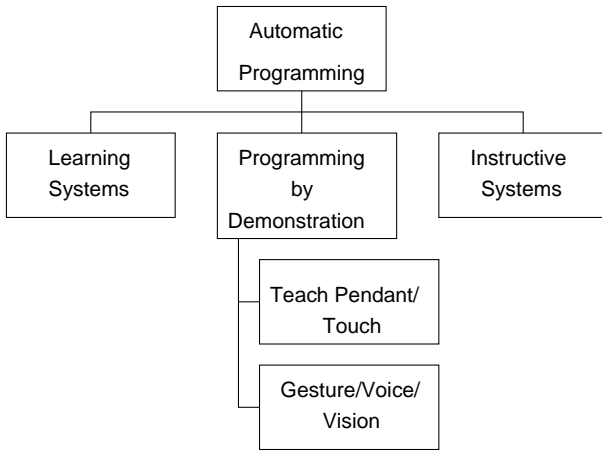 Automatic
Programming
Learning
Systems
Programming
by
Demonstration
Instructive
Systems
Teach Pendant/
Touch
Gesture/Voice/
Vision